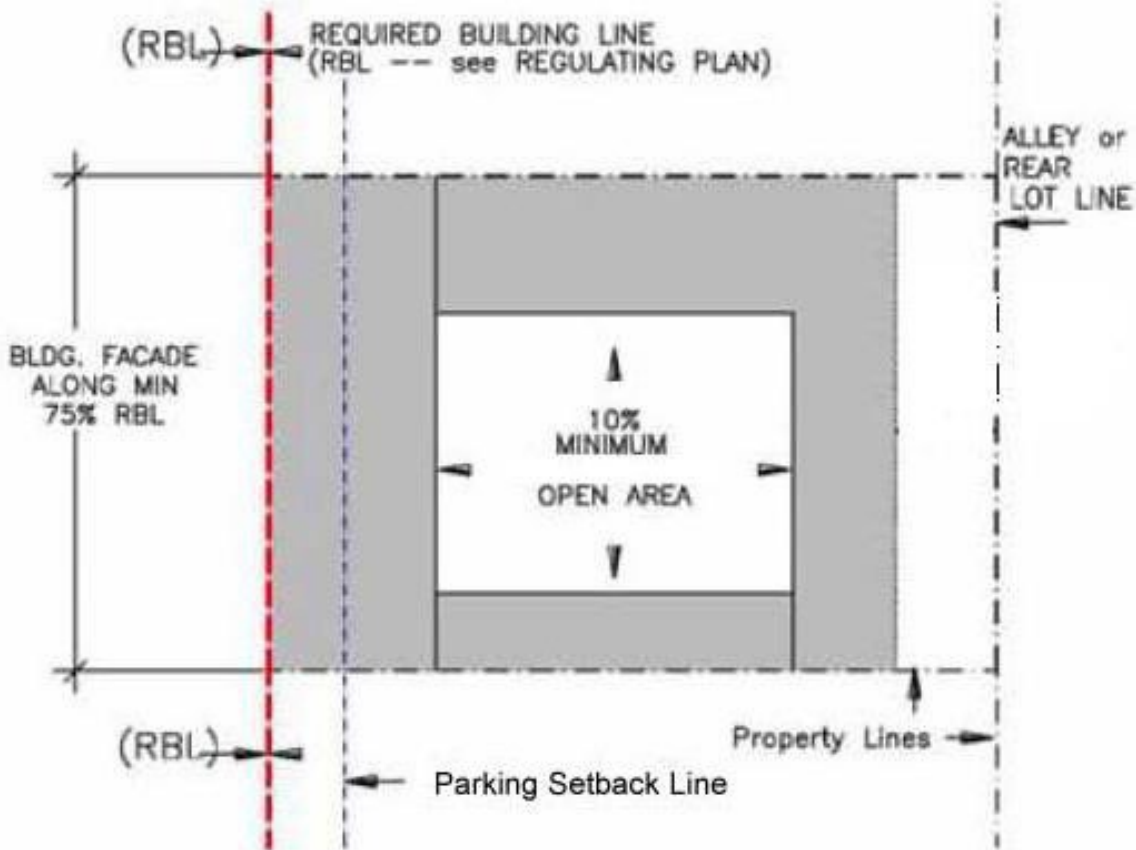 (RBL)
REQUIRED BUILDING LINE
(RBL -- see REGULATING PLAN)
ALLEY or
REAR
LOT LINE
BLDG. FACADE
ALONG MIN
75% RBL
10%
MINIMUM
OPEN AREA
(RBL)
Property Lines
Parking Setback Line